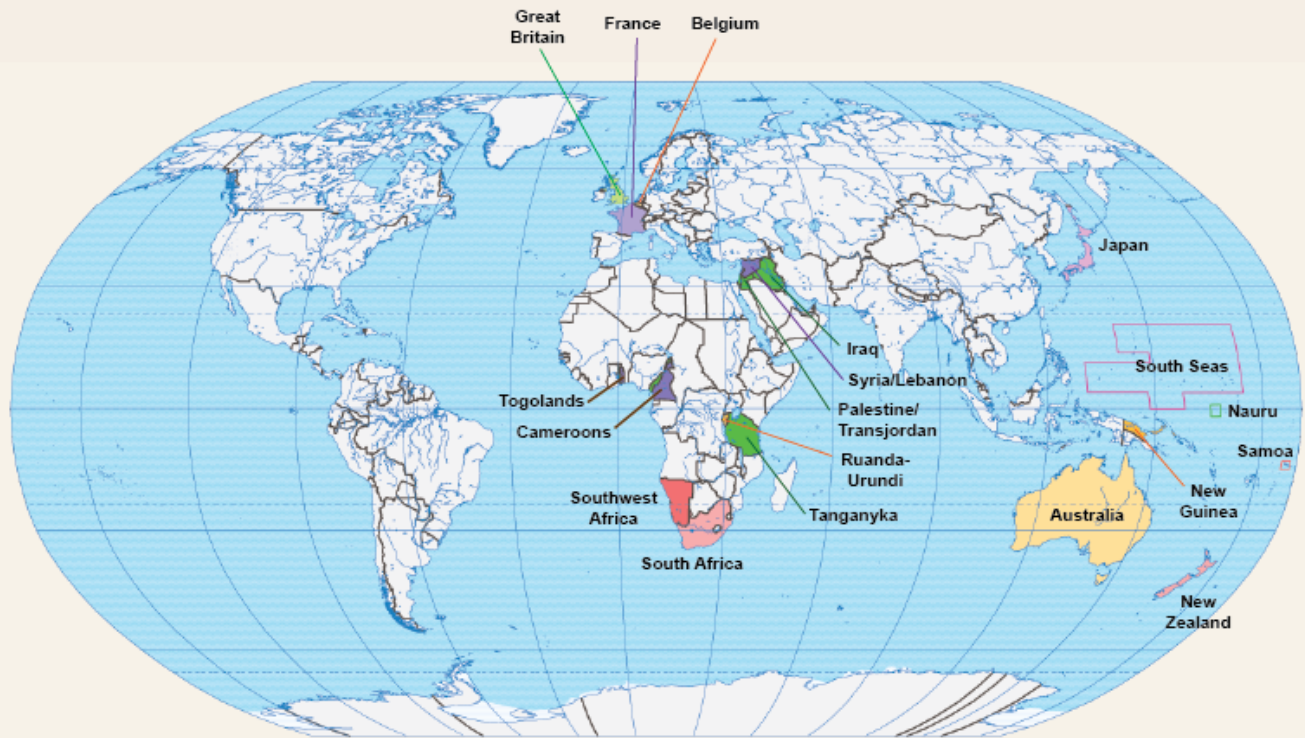 Great
Britain
France
Belgium
Japan
South Seas
Iraq
Syria/Lebanon
Togolands
Palestine/
Transjordan
Nauru
Cameroons
Samoa
Ruanda-
Urundi
New
Guinea
Southwest
Africa
Tanganyka
Australia
South Africa
New
Zealand